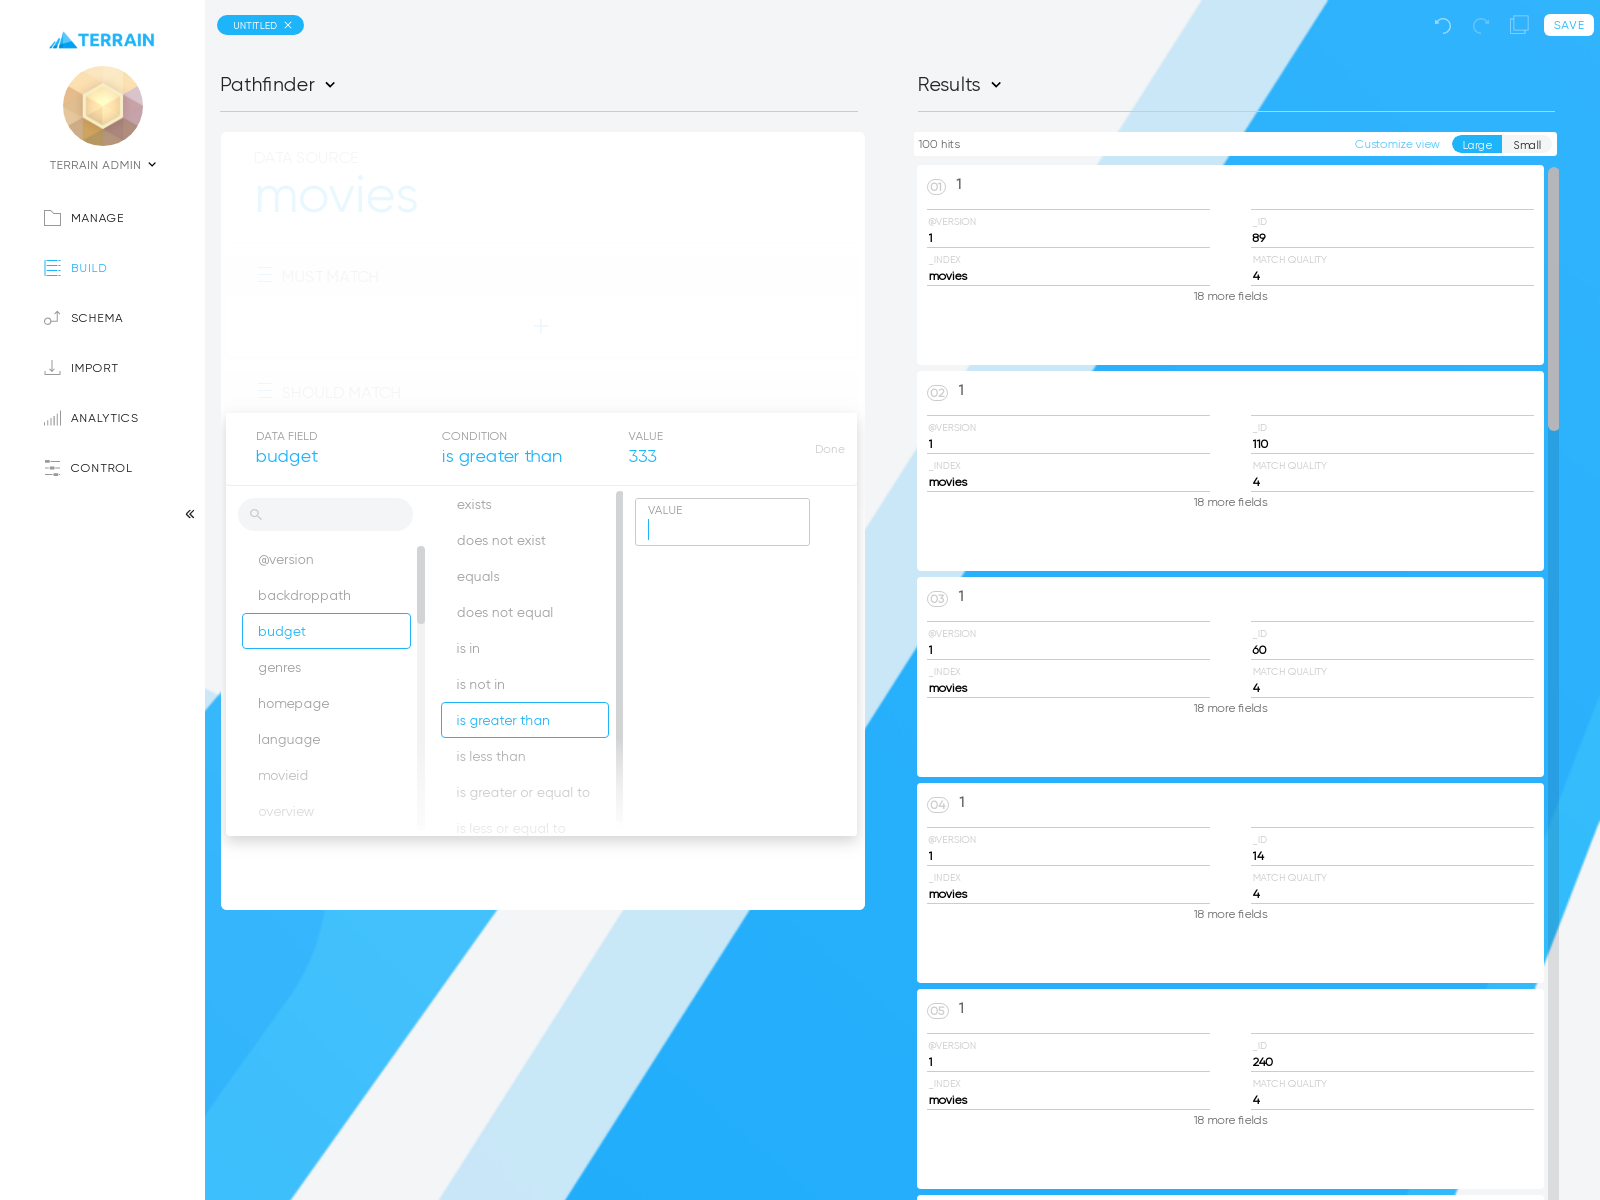 UNTITLED
SAVE
TERRAIN
TERRAIN ADMIN
MANAGE
BUILD
SCHEMA
IMPORT
ANALYTICS
CONTROL
Pathfinder
DATA SOURCE
movies
MUST MATCH
SHOULD MATCH
DATA FIELD
budget
CONDITION
is greater than
VALUE
333
Done
@version
backdroppath
budget
genres
homepage
language
movieid
overview
exists
does not exist
equals
does not equal
is in
is not in
is greater than
is less than
is greater or equal to
is less or equal to
VALUE
Results
100 hits
Customize view
Large
Small
01 1
@VERSION
1
_ID
89
_INDEX
movies
MATCH QUALITY
4
18 more fields
02 1
@VERSION
1
_ID
110
_INDEX
movies
MATCH QUALITY
4
18 more fields
03 1
@VERSION
1
_ID
60
_INDEX
movies
MATCH QUALITY
4
18 more fields
04 1
@VERSION
1
_ID
14
_INDEX
movies
MATCH QUALITY
4
18 more fields
05 1
@VERSION
1
_ID
240
_INDEX
movies
MATCH QUALITY
4
18 more fields